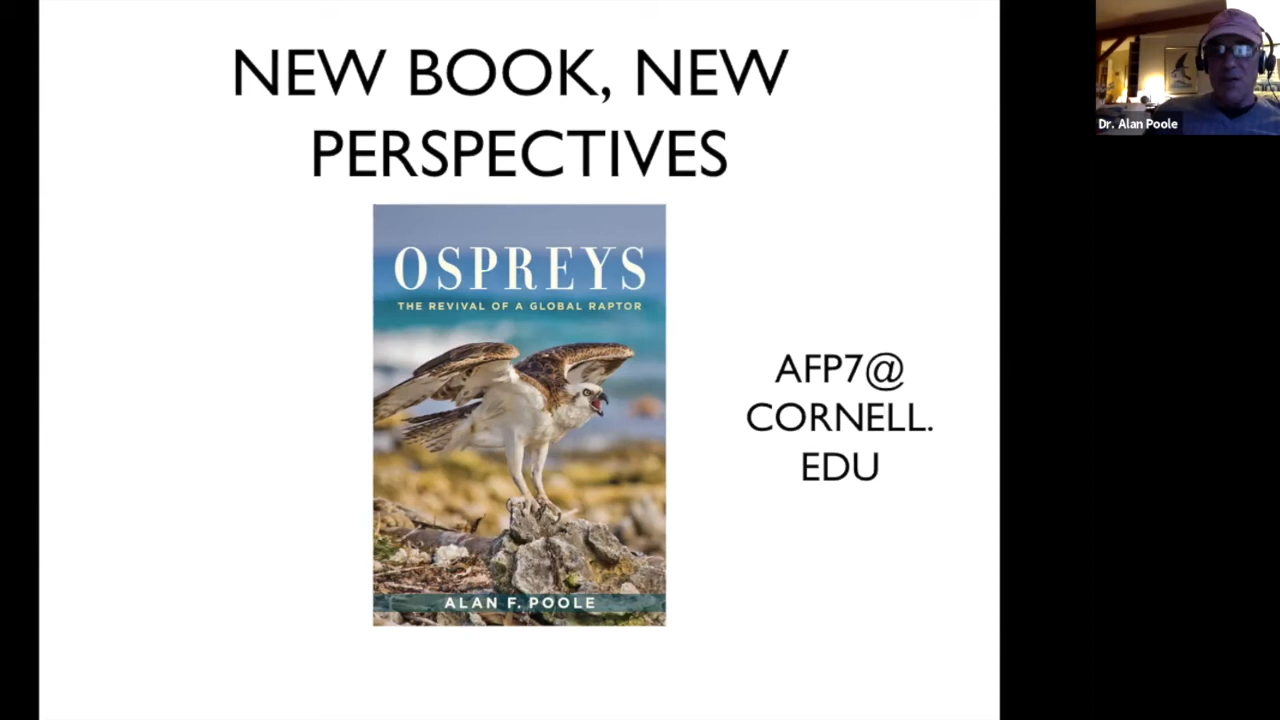 NEW BOOK, NEW
PERSPECTIVES
OSPREYS
THE REVIVAL OF A GLOBAL RAPTOR
ALAN F. POOLE
AFP7@
CORNELL.
EDU
Dr. Alan Poole